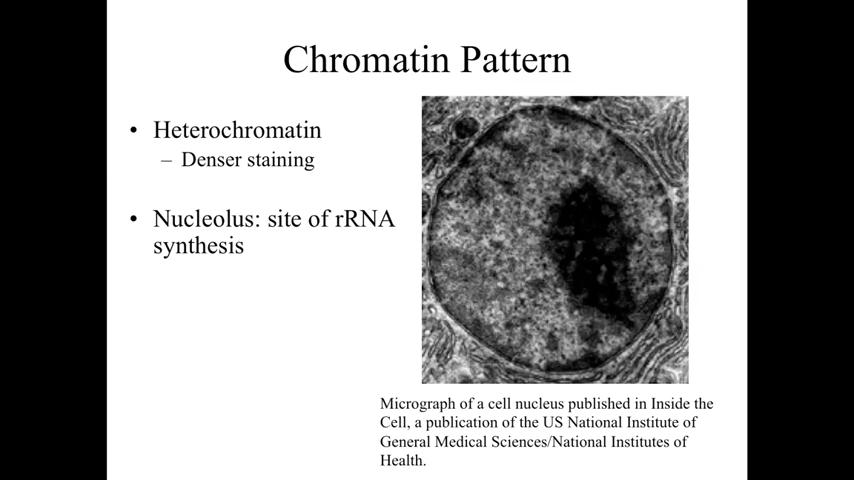 Chromatin Pattern
• Heterochromatin
– Denser staining
• Nucleolus: site of rRNA
synthesis
Micrograph of a cell nucleus published in Inside the
Cell, a publication of the US National Institute of
General Medical Sciences/National Institutes of
Health.